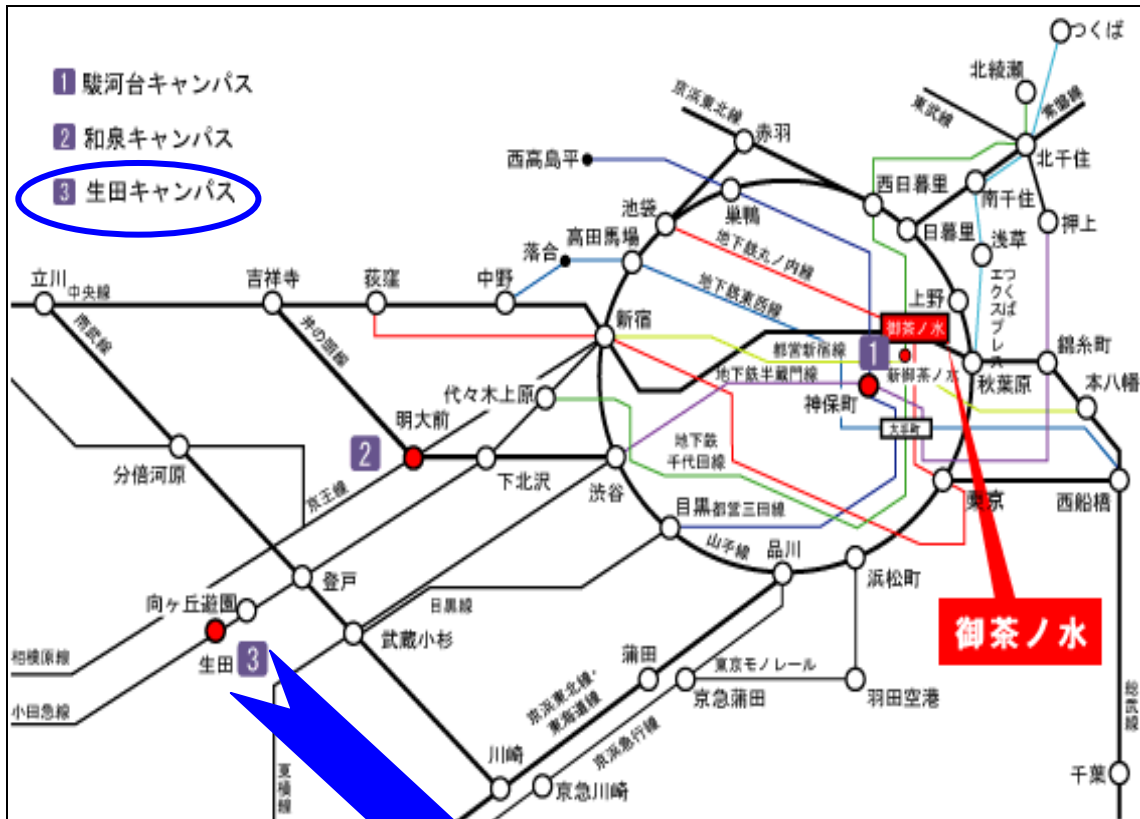 1 駿河台キャンパス
2 和泉キャンパス
3 生田キャンパス
つくば
北綾瀬
京浜東北線
赤羽
東武線
常磐線
北千住
西高島平
西日暮里
南千住
池袋
巣鴨
日暮里
浅草
押上
高田馬場
地下鉄丸ノ内線
落合
立川
中央線
吉祥寺
荻窪
中野
地下鉄東西線
上野
つくば
エクスプレス
南武線
井の頭線
新宿
御茶ノ水
都営新宿線
1
新御茶ノ水
秋葉原
錦糸町
本八幡
地下鉄半蔵門線
代々木上原
神保町
明大前
大手町
2
地下鉄
千代田線
分倍河原
下北沢
渋谷
京王線
目黒
都営三田線
東京
西船橋
山手線
品川
浜松町
登戸
向ヶ丘遊園
目黒線
武蔵小杉
御茶ノ水
相模原線
生田
3
蒲田
東京モノレール
京急蒲田
羽田空港
小田急線
京浜東北線・
東海道線
京浜急行線
総武線
川崎
東横線
京急川崎
千葉